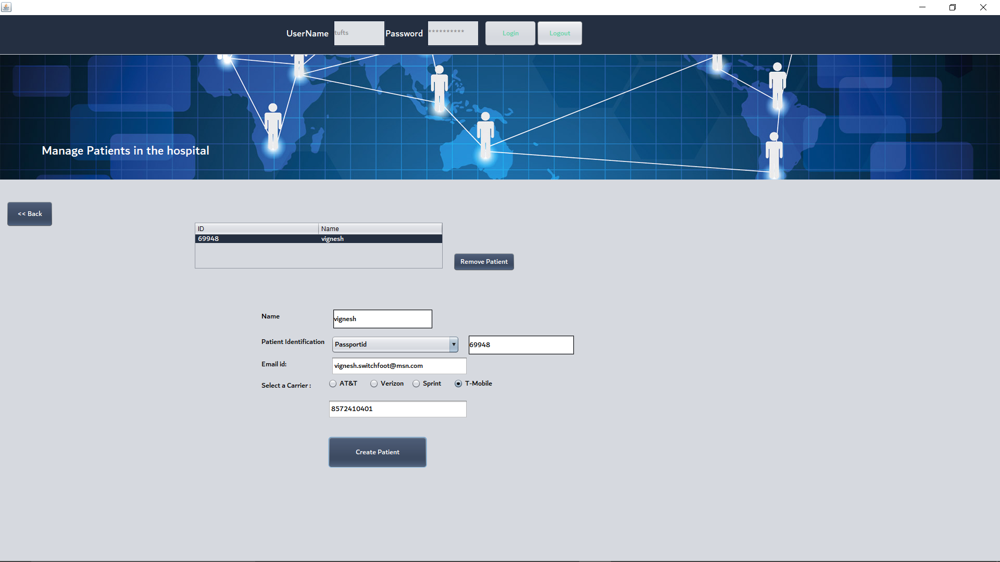 UserName tufts Password ********** Login Logout
Manage Patients in the hospital
<< Back
ID Name
69948 vignesh
Remove Patient
Name vignesh
Patient Identification Passportid 69948
Email id: vignesh.switchfoot@msn.com
Select a Carrier : AT&T Verizon Sprint T-Mobile
8572410401
Create Patient